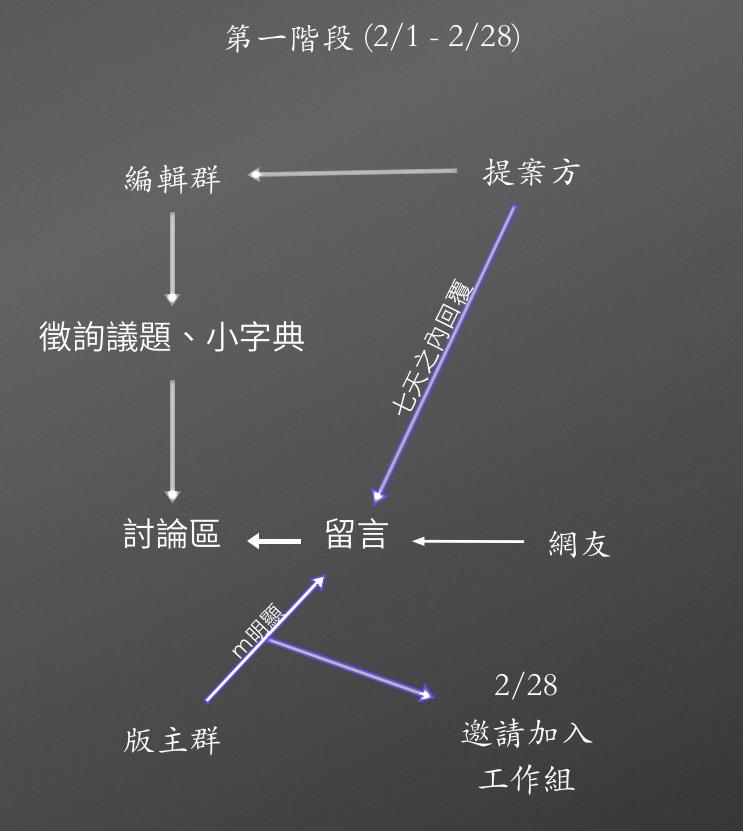 第一階段 (2/1 - 2/28)
編輯群
提案方
七天之內回覆
徵詢議題、小字典
討論區
留言
網友
m明顯
版主群
2/28
邀請加入
工作組